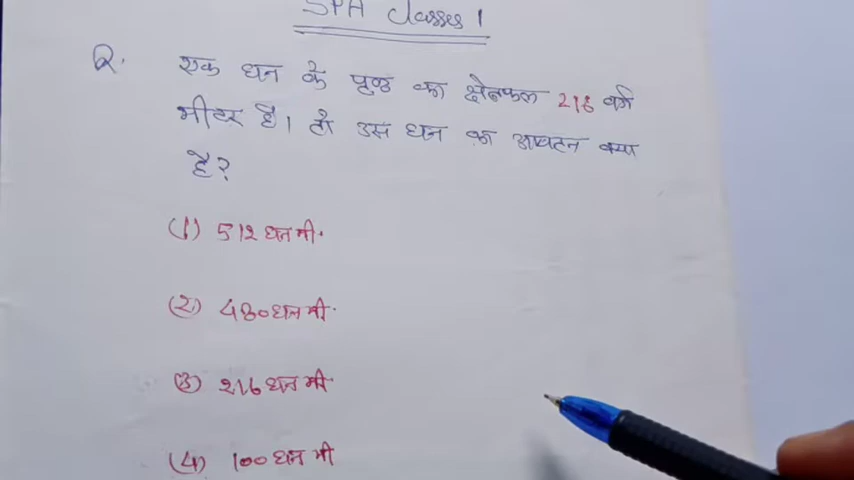 SPH Classes !
Q. एक घन के पृष्ठ का क्षेत्रफल 216 वर्ग
मीटर है। तो उस घन का आयतन क्या
है?
(1) 512 घन मी.
(2) 480 घन मी.
(3) 216 घन मी.
(4) 100 घन मी